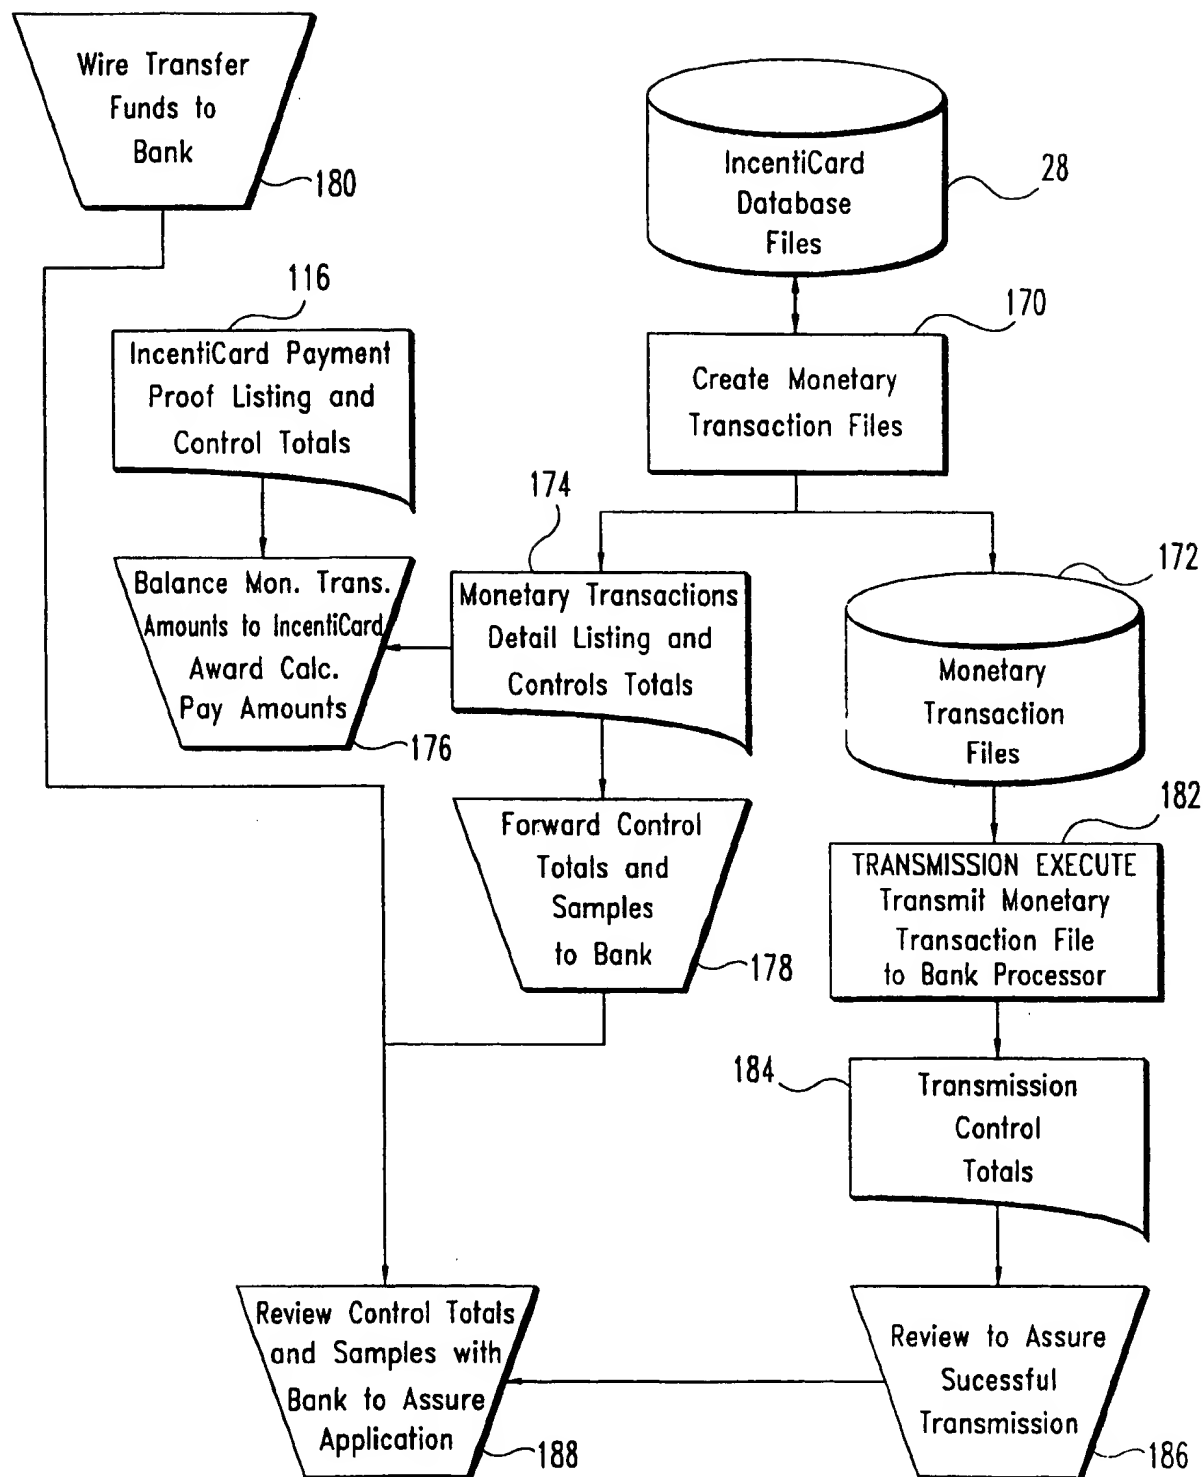 Wire Transfer
Funds to
Bank
180
IncentiCard
Database
Files
28
116
IncentiCard Payment
Proof Listing and
Control Totals
170
Create Monetary
Transaction Files
174
Monetary Transactions
Detail Listing and
Controls Totals
172
Monetary
Transaction
Files
Balance Mon. Trans.
Amounts to IncentiCard
Award Calc.
Pay Amounts
176
Forward Control
Totals and
Samples
to Bank
178
182
TRANSMISSION EXECUTE
Transmit Monetary
Transaction File
to Bank Processor
184
Transmission
Control
Totals
Review Control Totals
and Samples with
Bank to Assure
Application
188
Review to Assure
Sucessful
Transmission
186